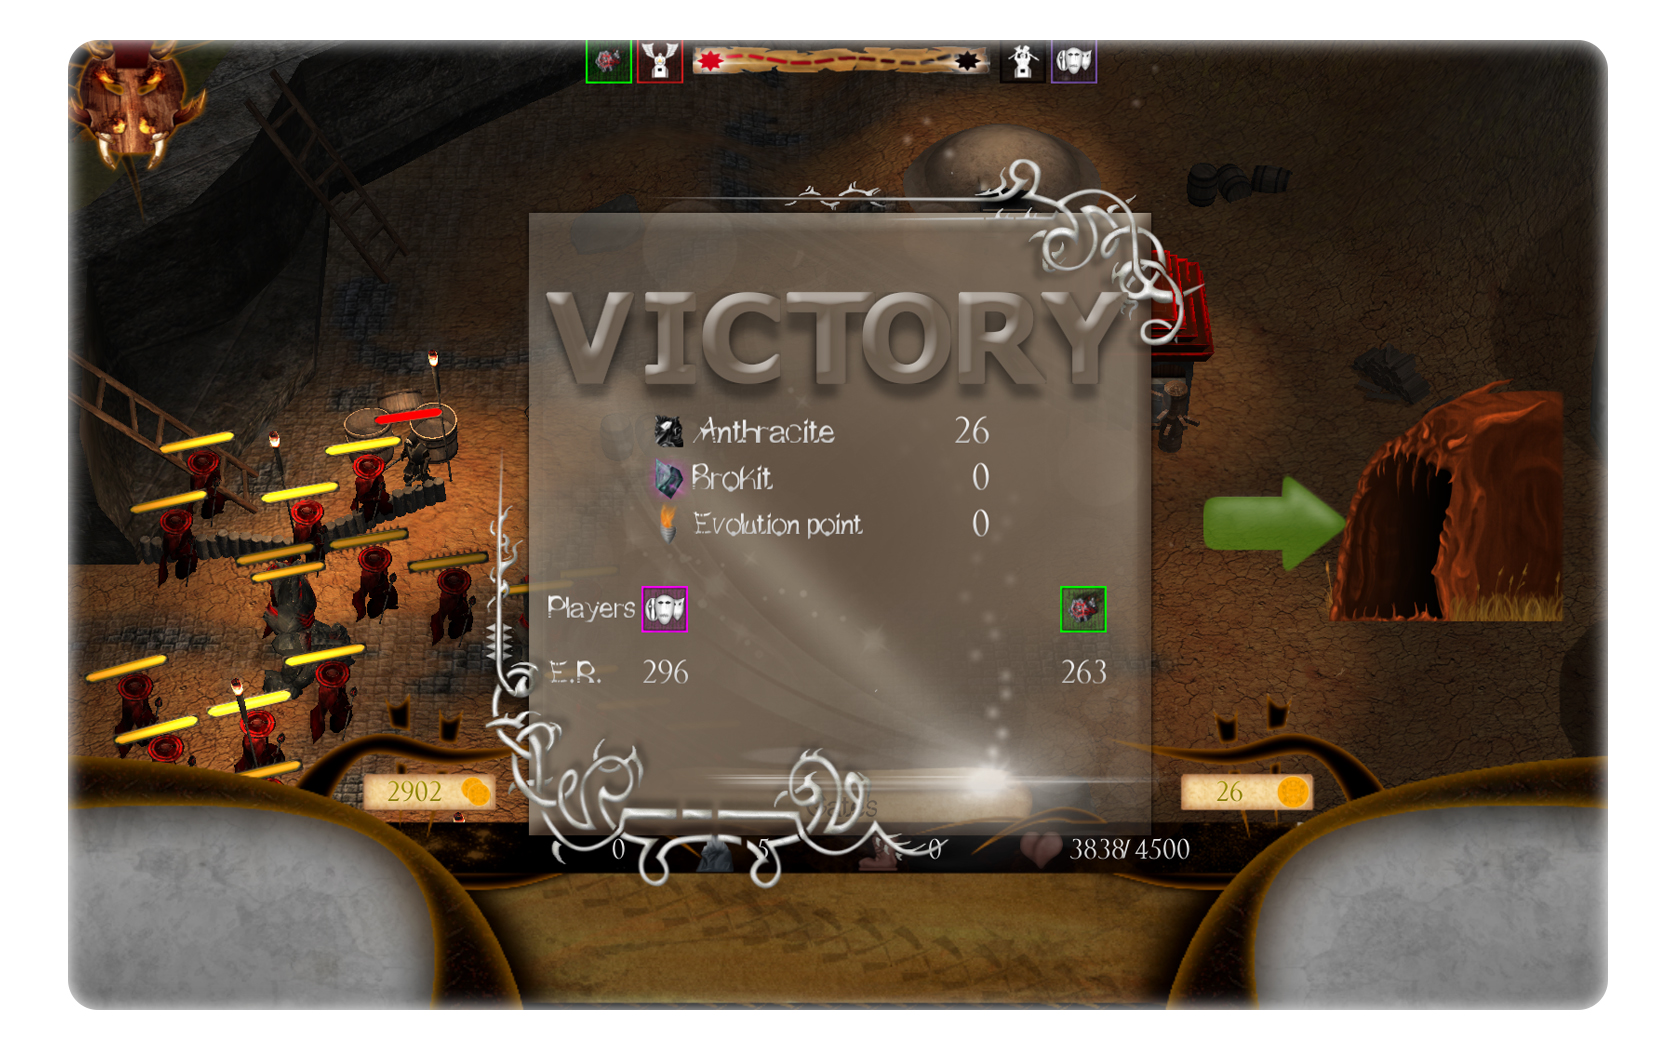 VICTORY
Anthracite 26
Brokit 0
Evolution point 0
Players
E.R. 296 263
2902 26
0 5 0 3838/4500